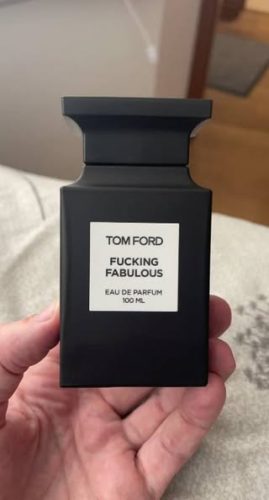 TOM FORD
FUCKING
FABULOUS
EAU DE PARFUM
100 ML